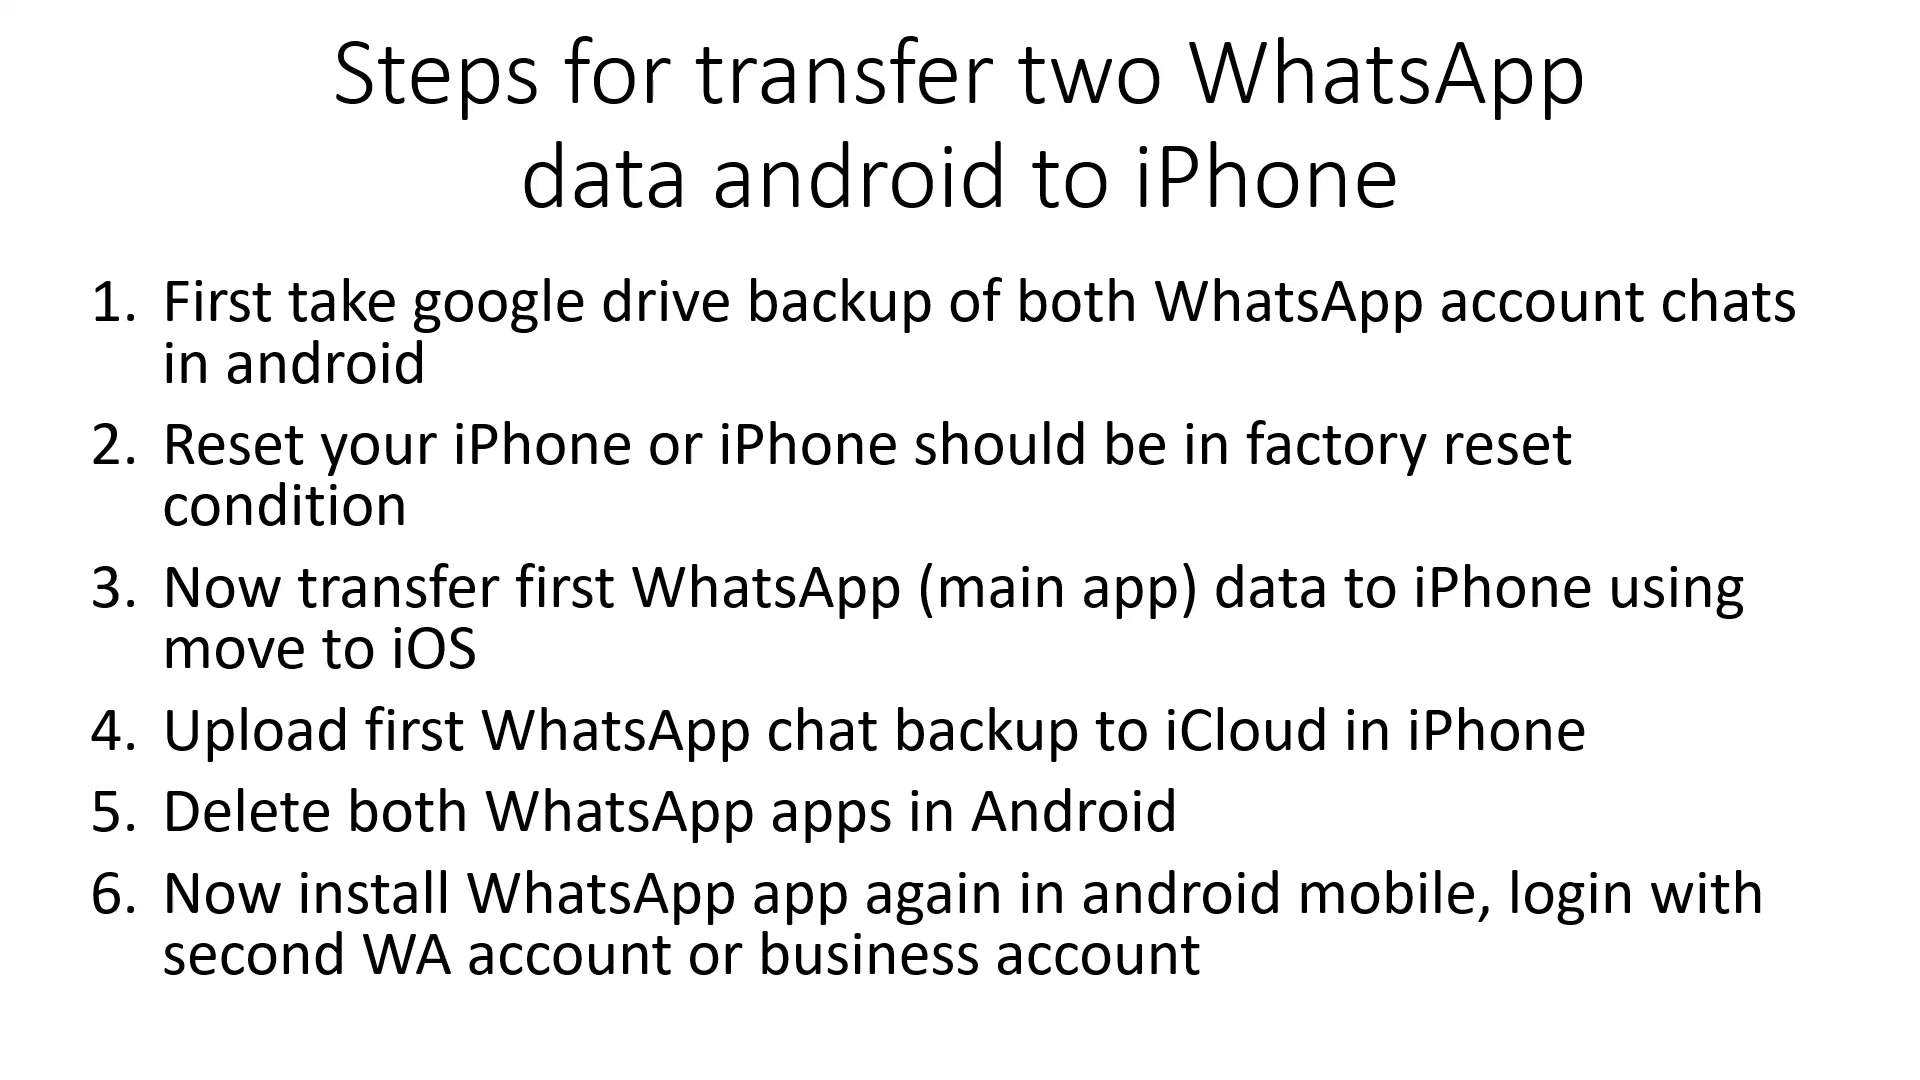 Steps for transfer two WhatsApp
data android to iPhone
1. First take google drive backup of both WhatsApp account chats
in android
2. Reset your iPhone or iPhone should be in factory reset
condition
3. Now transfer first WhatsApp (main app) data to iPhone using
move to iOS
4. Upload first WhatsApp chat backup to iCloud in iPhone
5. Delete both WhatsApp apps in Android
6. Now install WhatsApp app again in android mobile, login with
second WA account or business account